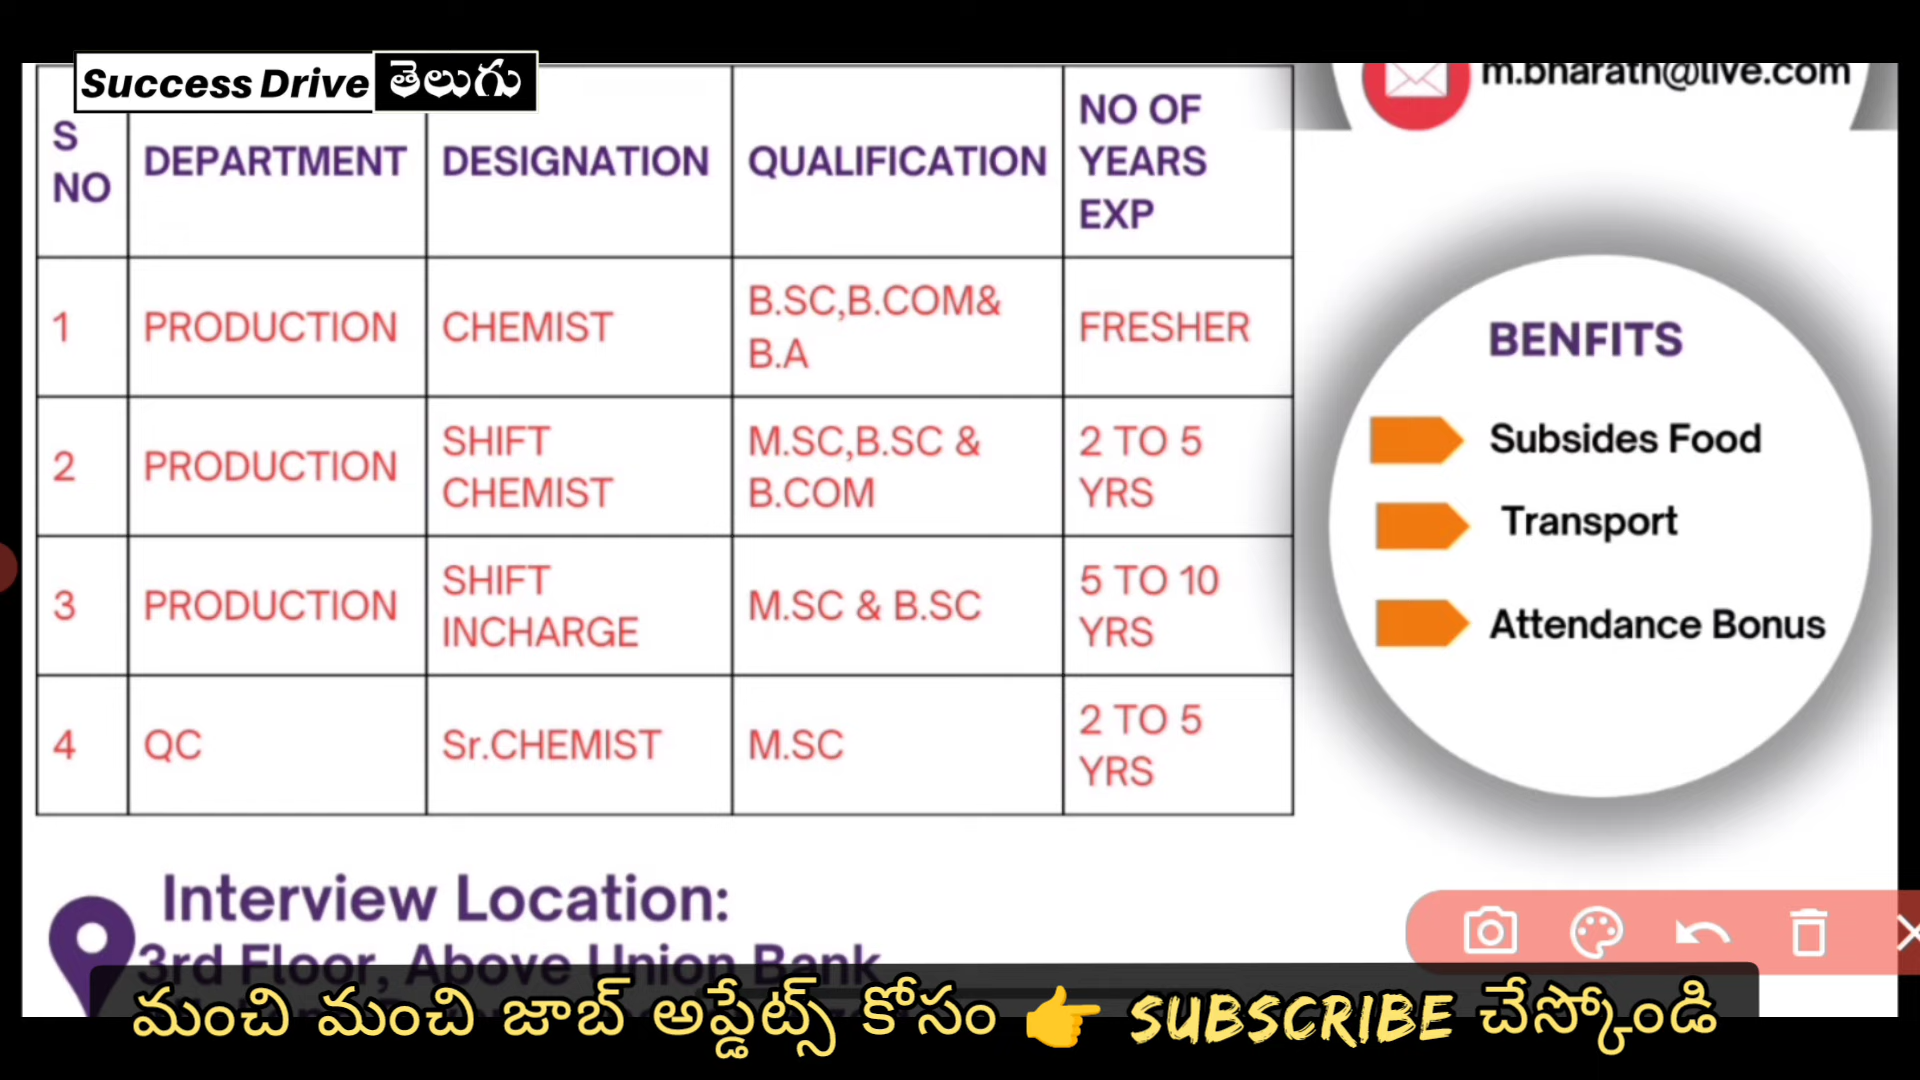 Success Drive తెలుగు
m.bharath@live.com
S NO DEPARTMENT DESIGNATION QUALIFICATION NO OF YEARS EXP
1 PRODUCTION CHEMIST B.SC,B.COM& B.A FRESHER
2 PRODUCTION SHIFT CHEMIST M.SC,B.SC & B.COM 2 TO 5 YRS
3 PRODUCTION SHIFT INCHARGE M.SC & B.SC 5 TO 10 YRS
4 QC Sr.CHEMIST M.SC 2 TO 5 YRS
BENFITS
Subsides Food
Transport
Attendance Bonus
Interview Location:
3rd Floor, Above Union Bank
మంచి మంచి జాబ్ అప్డేట్స్ కోసం 👉 SUBSCRIBE చేస్కోండి